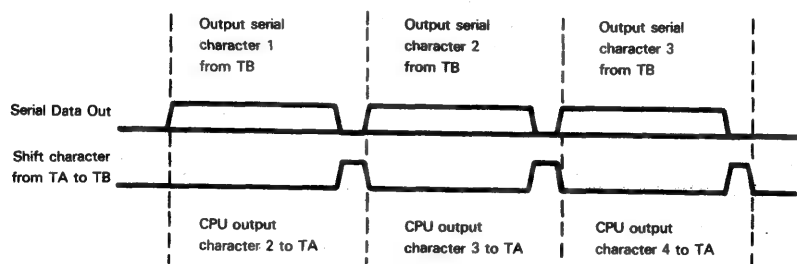 Output serial
character 1
from TB
Output serial
character 2
from TB
Output serial
character 3
from TB
Serial Data Out
Shift character
from TA to TB
CPU output
character 2 to TA
CPU output
character 3 to TA
CPU output
character 4 to TA